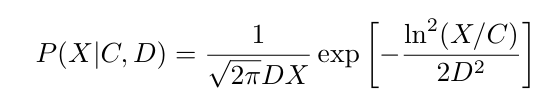 P(X|C, D) = \frac{1}{\sqrt{2\pi}DX} \exp\left[-\frac{\ln^2(X/C)}{2D^2}\right]